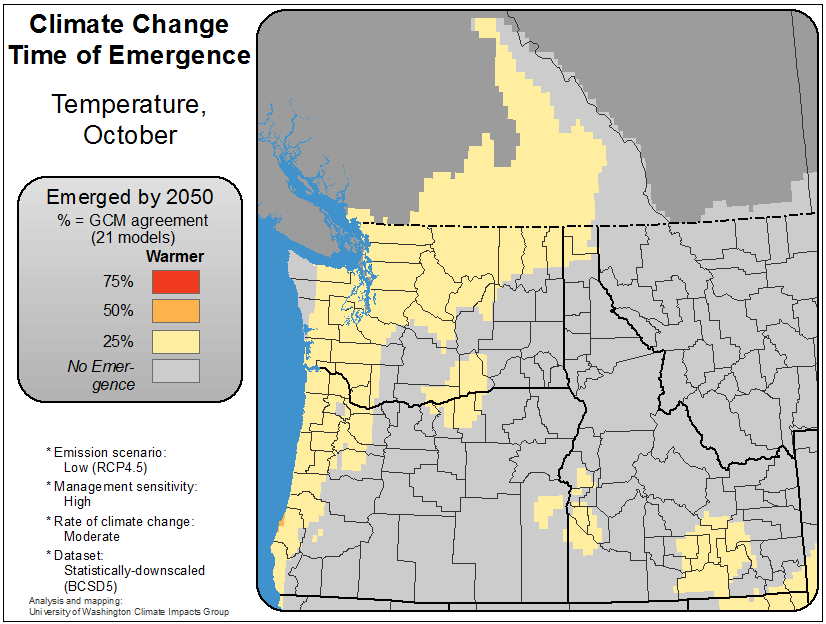 Climate Change
Time of Emergence
Temperature,
October
Emerged by 2050
% = GCM agreement
(21 models)
Warmer
75%
50%
25%
No Emer-
gence
* Emission scenario:
Low (RCP4.5)
* Management sensitivity:
High
* Rate of climate change:
Moderate
* Dataset:
Statistically-downscaled
(BCSD5)
Analysis and mapping:
University of Washington Climate Impacts Group